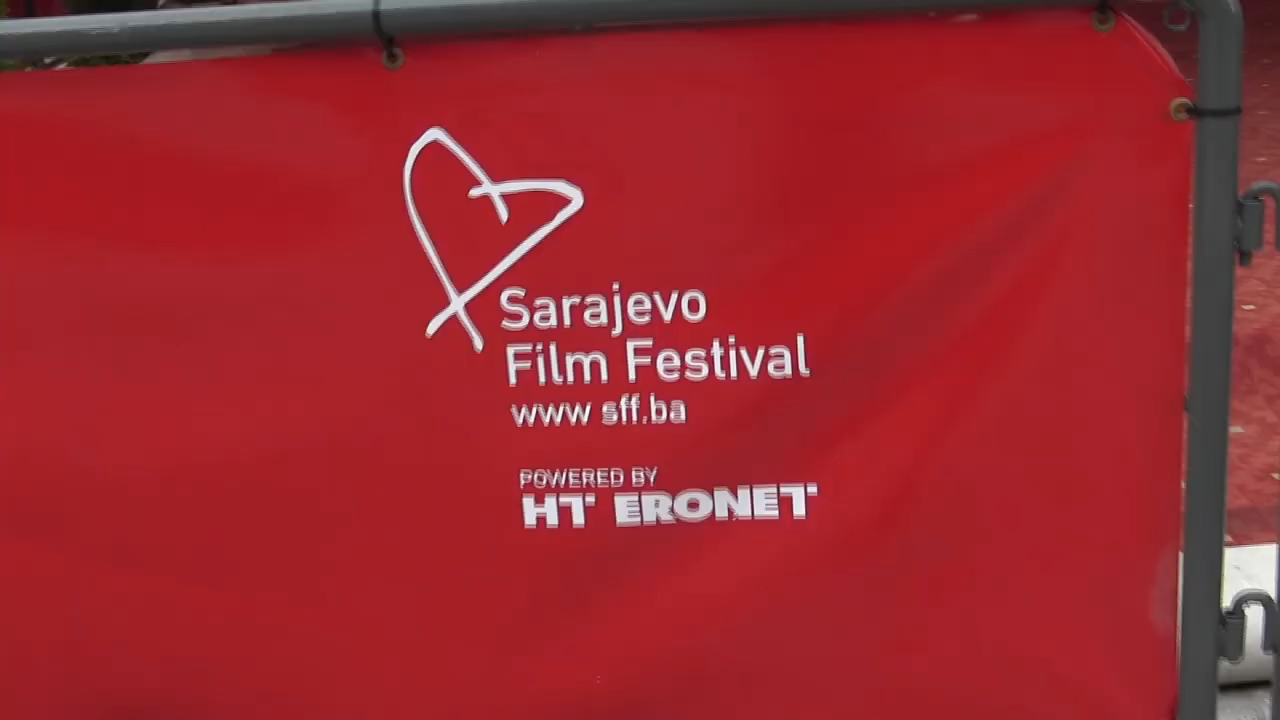 Sarajevo
Film Festival
www sff.ba
POWERED BY
HT ERONET